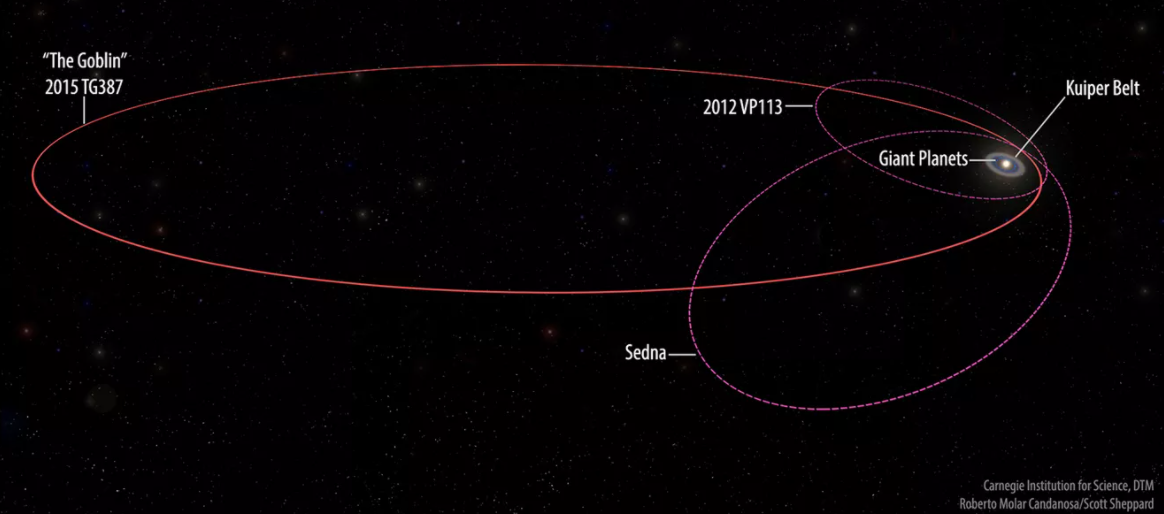 “The Goblin”
2015 TG387
2012 VP113
Kuiper Belt
Giant Planets
Sedna
Carnegie Institution for Science, DTM
Roberto Molar Candanosa/Scott Sheppard